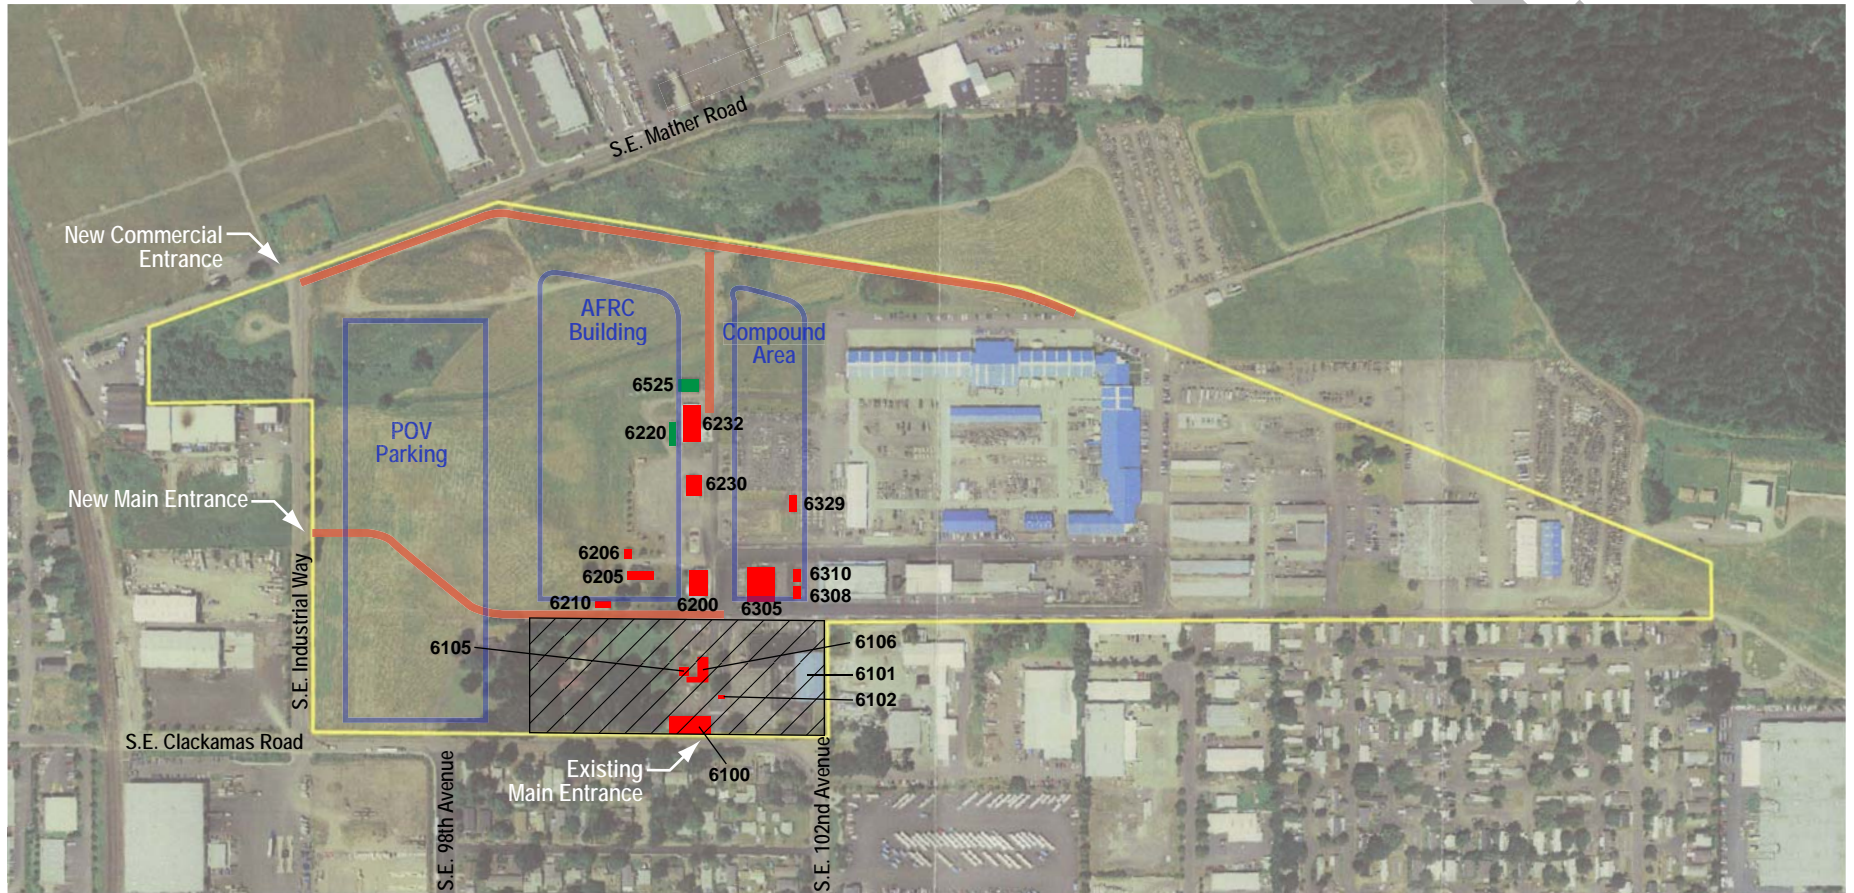 S.E. Mather Road
New Commercial
Entrance
AFRC
Building
Compound
Area
6525
6232
6220
POV
Parking
6230
New Main Entrance
6329
6206
6205
6310
6308
6210
6200
6305
S.E. Industrial Way
6105
6106
6101
6102
S.E. Clackamas Road
Existing
Main Entrance
6100
S.E. 98th Avenue
S.E. 102nd Avenue